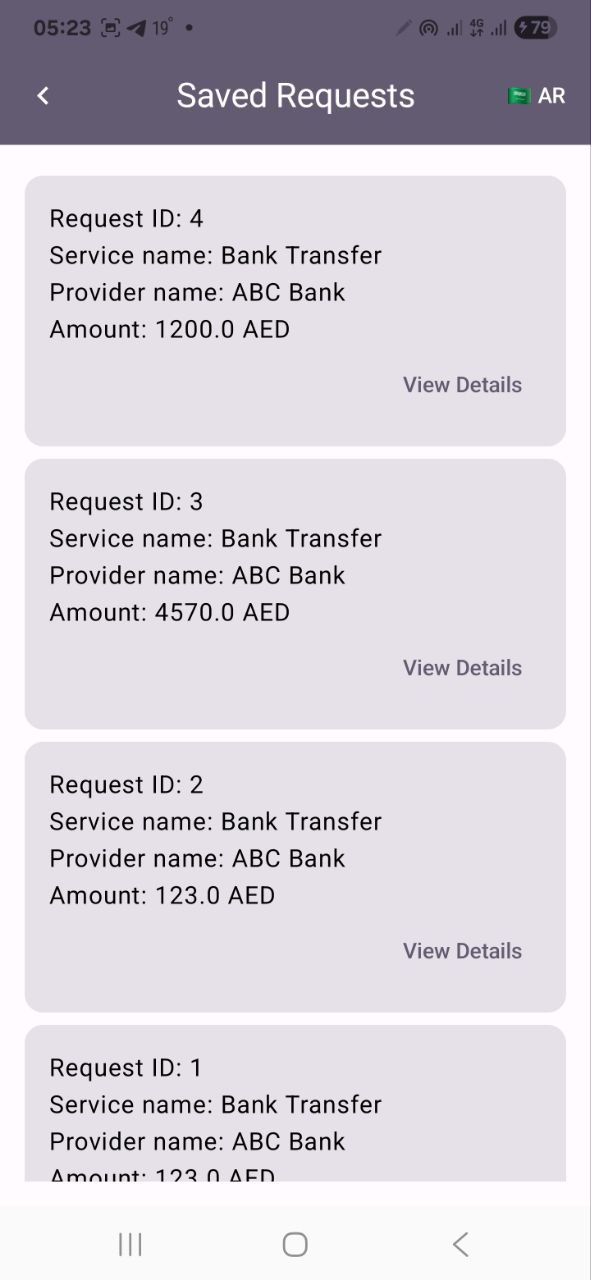 05:23 19°
4G 79
Saved Requests
AR
Request ID: 4
Service name: Bank Transfer
Provider name: ABC Bank
Amount: 1200.0 AED
View Details
Request ID: 3
Service name: Bank Transfer
Provider name: ABC Bank
Amount: 4570.0 AED
View Details
Request ID: 2
Service name: Bank Transfer
Provider name: ABC Bank
Amount: 123.0 AED
View Details
Request ID: 1
Service name: Bank Transfer
Provider name: ABC Bank
Amount: 123.0 AED